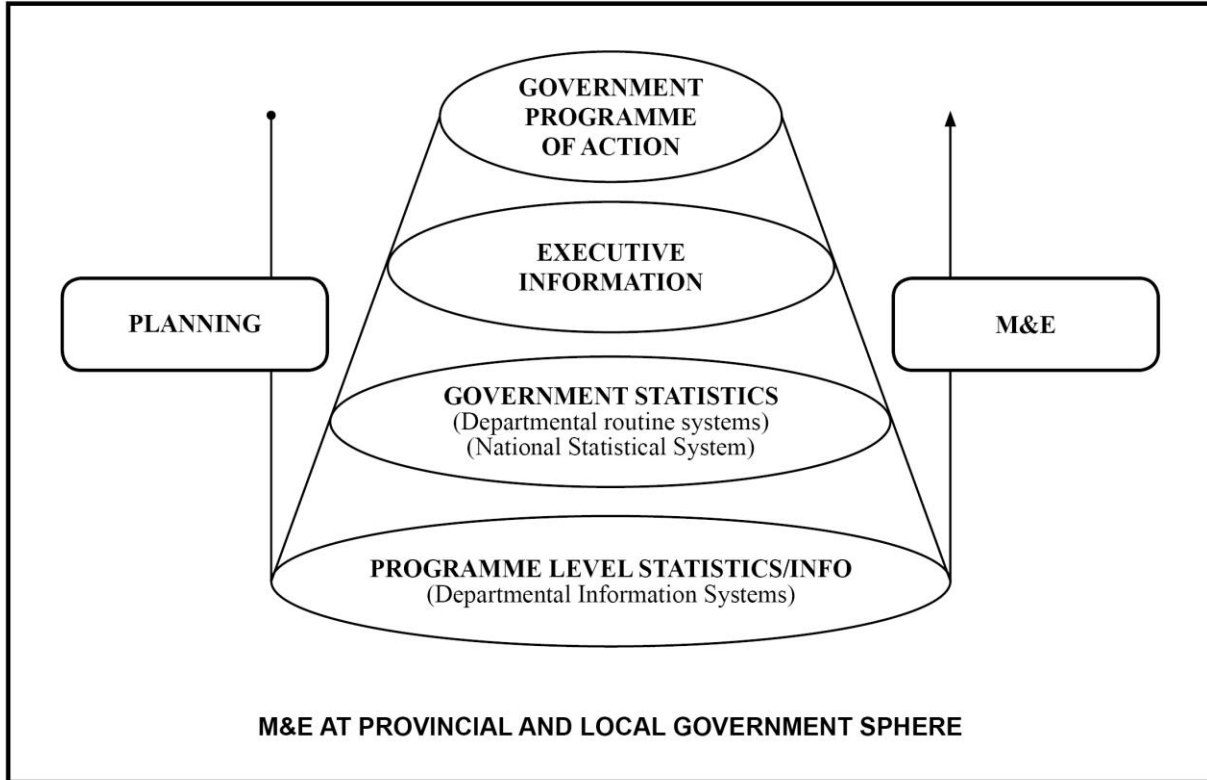 GOVERNMENT
PROGRAMME
OF ACTION
EXECUTIVE
INFORMATION
PLANNING
M&E
GOVERNMENT STATISTICS
(Departmental routine systems)
(National Statistical System)
PROGRAMME LEVEL STATISTICS/INFO
(Departmental Information Systems)
M&E AT PROVINCIAL AND LOCAL GOVERNMENT SPHERE